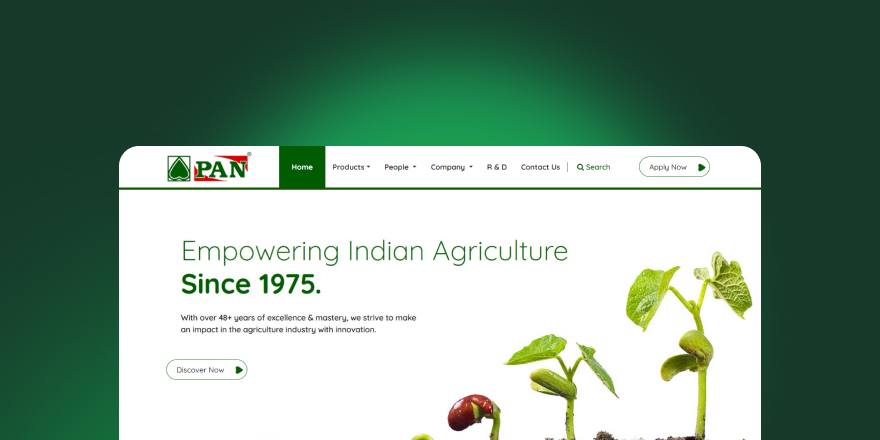 PAN®
Home
Products
People
Company
R & D
Contact Us
Search
Apply Now
Empowering Indian Agriculture
Since 1975.
With over 48+ years of excellence & mastery, we strive to make
an impact in the agriculture industry with innovation.
Discover Now